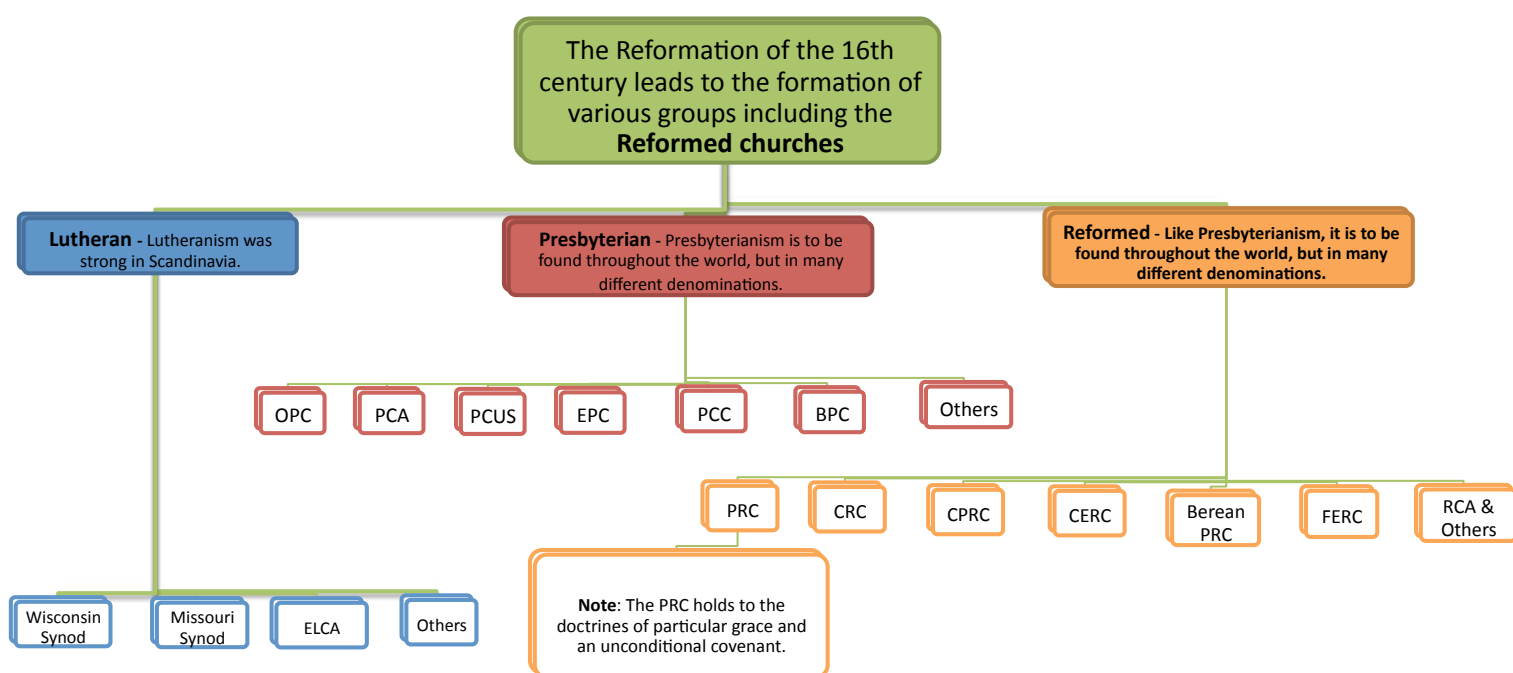 The Reformation of the 16th
century leads to the formation of
various groups including the
Reformed churches
Lutheran - Lutheranism was
strong in Scandinavia.
Presbyterian - Presbyterianism is to be
found throughout the world, but in many
different denominations.
Reformed - Like Presbyterianism, it is to be
found throughout the world, but in many
different denominations.
OPC
PCA
PCUS
EPC
PCC
BPC
Others
PRC
CRC
CPRC
CERC
Berean
PRC
FERC
RCA &
Others
Note: The PRC holds to the
doctrines of particular grace and
an unconditional covenant.
Wisconsin
Synod
Missouri
Synod
ELCA
Others